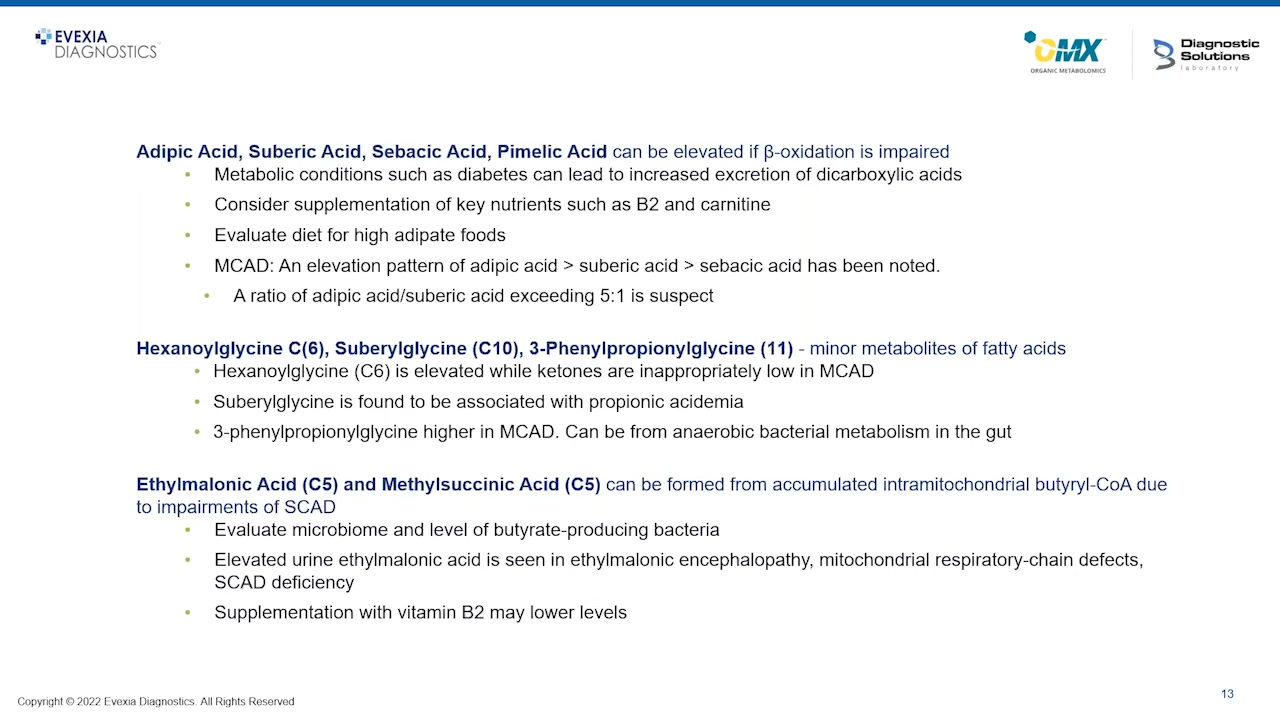 EVEXIA
DIAGNOSTICS
OMX
ORGANIC METABOLOMICS
Diagnostic
Solutions
laboratory
Adipic Acid, Suberic Acid, Sebacic Acid, Pimelic Acid can be elevated if β-oxidation is impaired
• Metabolic conditions such as diabetes can lead to increased excretion of dicarboxylic acids
• Consider supplementation of key nutrients such as B2 and carnitine
• Evaluate diet for high adipate foods
• MCAD: An elevation pattern of adipic acid > suberic acid > sebacic acid has been noted.
• A ratio of adipic acid/suberic acid exceeding 5:1 is suspect
Hexanoylglycine C(6), Suberylglycine (C10), 3-Phenylpropionylglycine (11) - minor metabolites of fatty acids
• Hexanoylglycine (C6) is elevated while ketones are inappropriately low in MCAD
• Suberylglycine is found to be associated with propionic acidemia
• 3-phenylpropionylglycine higher in MCAD. Can be from anaerobic bacterial metabolism in the gut
Ethylmalonic Acid (C5) and Methylsuccinic Acid (C5) can be formed from accumulated intramitochondrial butyryl-CoA due
to impairments of SCAD
• Evaluate microbiome and level of butyrate-producing bacteria
• Elevated urine ethylmalonic acid is seen in ethylmalonic encephalopathy, mitochondrial respiratory-chain defects,
SCAD deficiency
• Supplementation with vitamin B2 may lower levels
Copyright © 2022 Evexia Diagnostics. All Rights Reserved
13